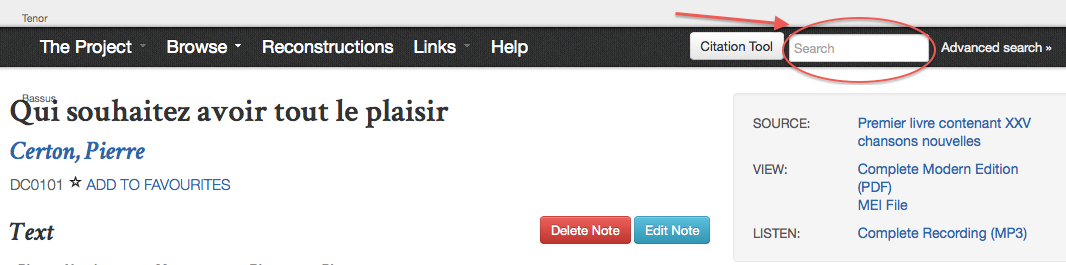 Tenor
The Project Browse Reconstructions Links Help Citation Tool Search Advanced search »
Bassus
Qui souhaitez avoir tout le plaisir
Certon, Pierre
DC0101 ☆ ADD TO FAVOURITES
Text
Delete Note Edit Note
SOURCE: Premier livre contenant XXV
chansons nouvelles
VIEW: Complete Modern Edition
(PDF)
MEI File
LISTEN: Complete Recording (MP3)